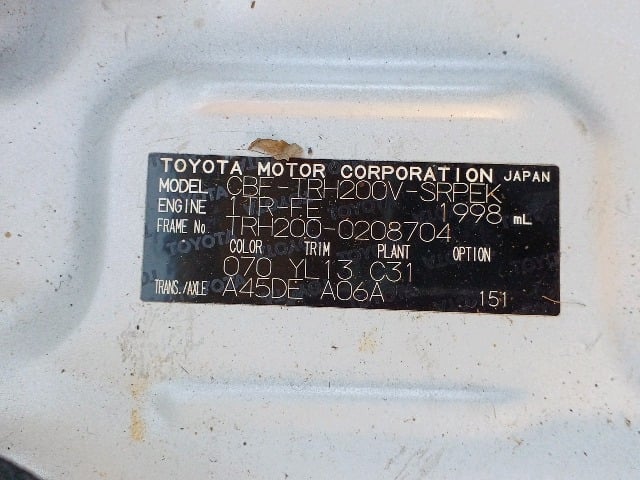 TOYOTA MOTOR CORPORATION JAPAN
MODEL CBF-TRH200V-SRPEK
ENGINE 1TR-FE 1998 mL
FRAME No. TRH200-0208704
COLOR TRIM PLANT OPTION
070 YL13 C31
TRANS./AXLE A45DE A06A 151